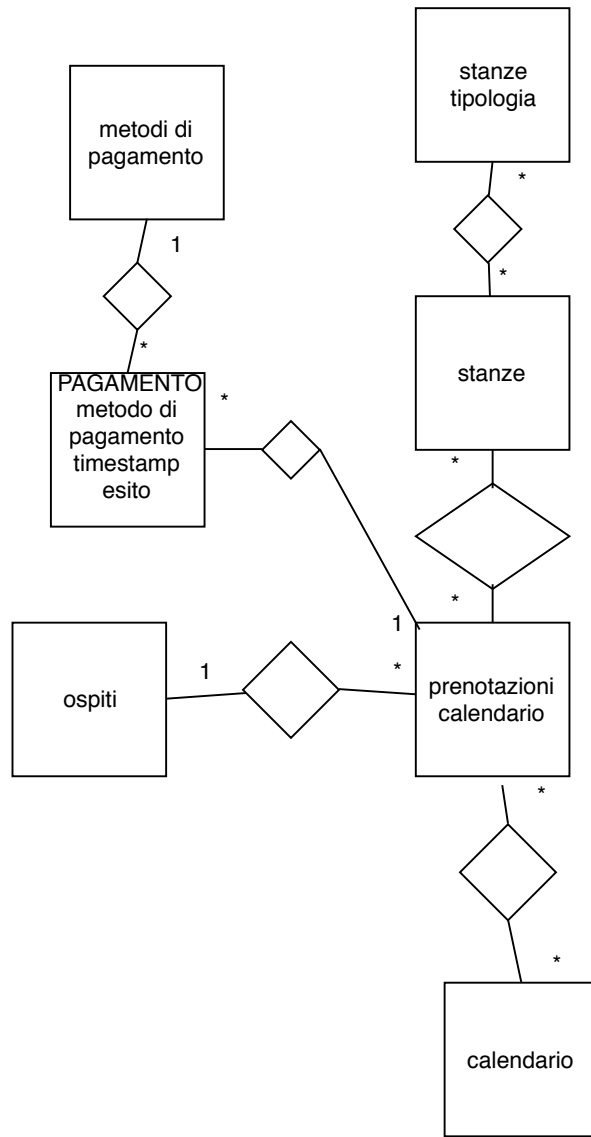 stanze
tipologia
metodi di
pagamento
*
1
*
*
stanze
PAGAMENTO
metodo di
pagamento
timestamp
esito
*
*
*
1
ospiti
1
*
prenotazioni
calendario
*
*
calendario